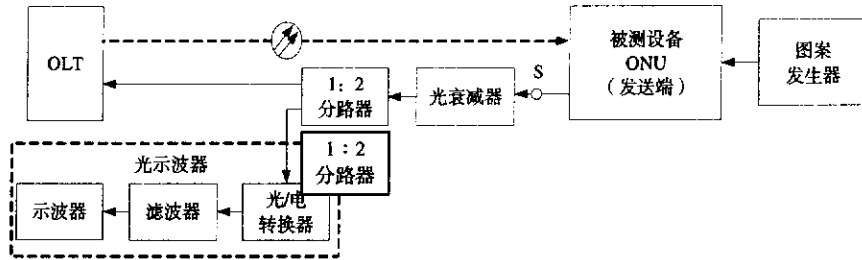 OLT
被测设备
ONU
(发送端)
图案
发生器
S
1: 2
分路器
光衰减器
1:2
分路器
光示波器
示波器
滤波器
光/电
转换器